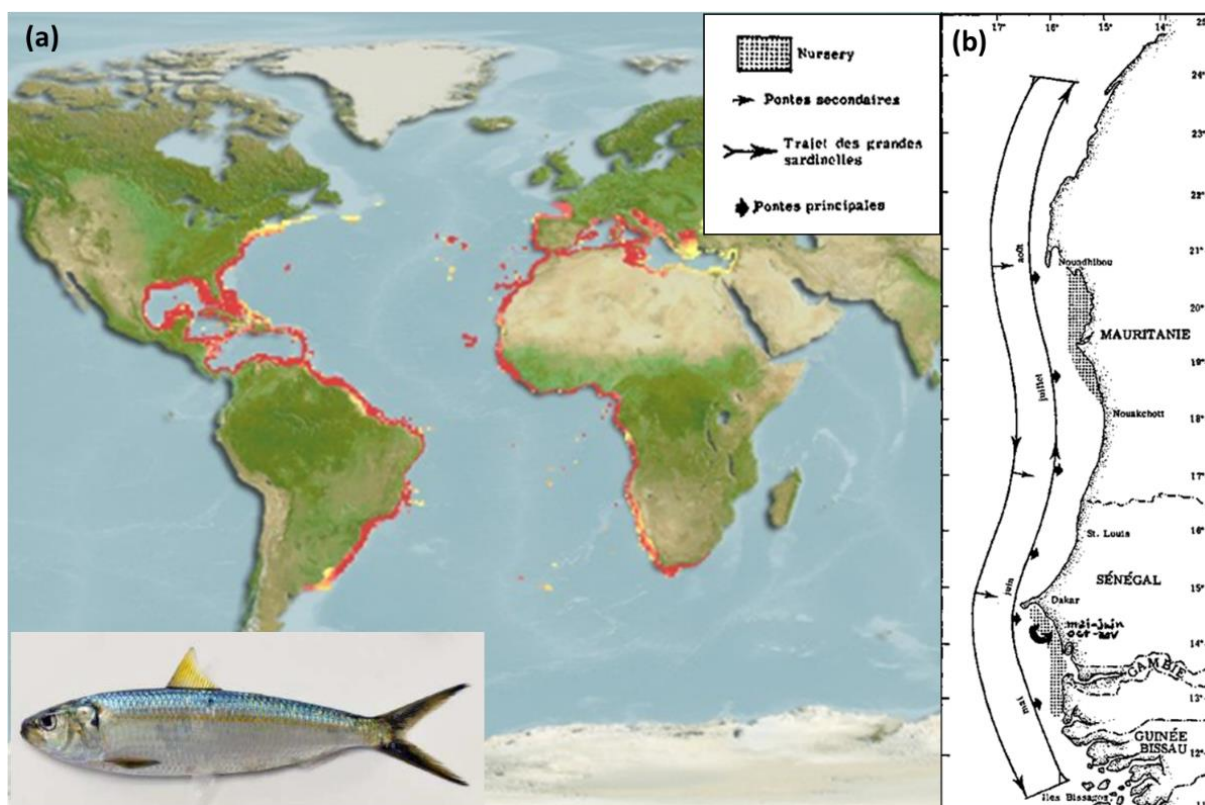 (a)
Nursery
Pontes secondaires
Trajet des grandes
sardinelles
Pontes principales
(b)
17°
16°
15°
14°
24°
23°
22°
21°
20°
19°
18°
17°
16°
15°
14°
13°
12°
août
juillet
juin
mai
Nouadhibou
MAURITANIE
Nouakchott
St. Louis
SÉNÉGAL
Dakar
mai-juin
oct-nov
GAMBIE
GUINÉE
BISSAU
Iles Bissagos